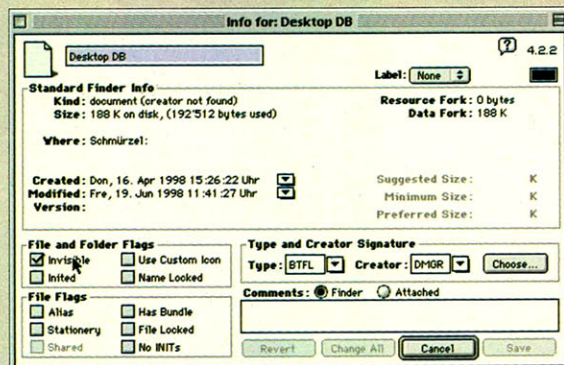 Info for: Desktop DB
Desktop DB
4.2.2
Label: None
Standard Finder Info
Kind: document (creator not found)
Size: 188 K on disk, (192'512 bytes used)
Resource Fork: 0 bytes
Data Fork: 188 K
Where: Schmürzel:
Created: Don, 16. Apr 1998 15:26:22 Uhr
Modified: Fre, 19. Jun 1998 11:41:27 Uhr
Version:
Suggested Size: K
Minimum Size: K
Preferred Size: K
File and Folder Flags
Invisible Use Custom Icon
Inited Name Locked
Type and Creator Signature
Type: BTFL Creator: DMGR Choose...
File Flags
Alias Has Bundle
Stationery File Locked
Shared No INITs
Comments: Finder Attached
Revert Change All Cancel Save